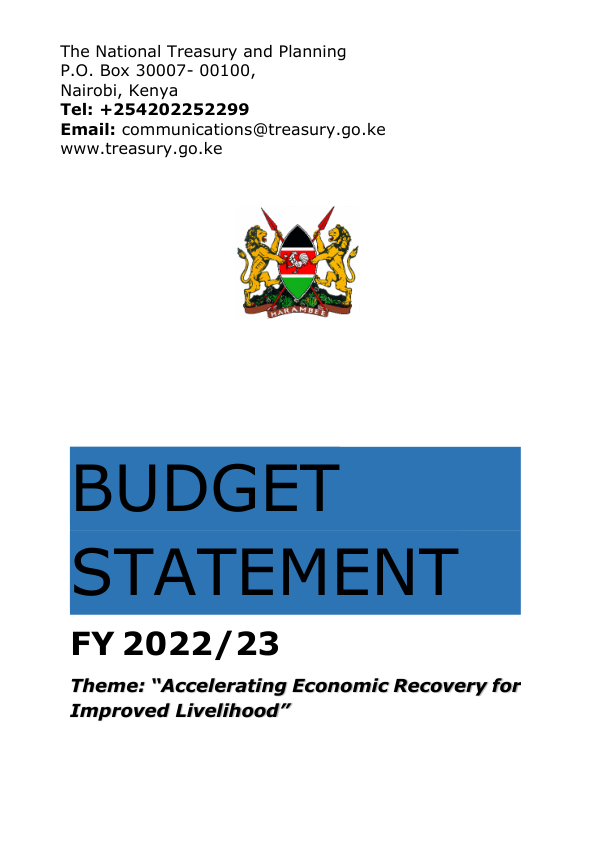 The National Treasury and Planning
P.O. Box 30007- 00100,
Nairobi, Kenya
Tel: +254202252299
Email: communications@treasury.go.ke
www.treasury.go.ke
HARAMBEE
BUDGET
STATEMENT
FY 2022/23
Theme: “Accelerating Economic Recovery for
Improved Livelihood”